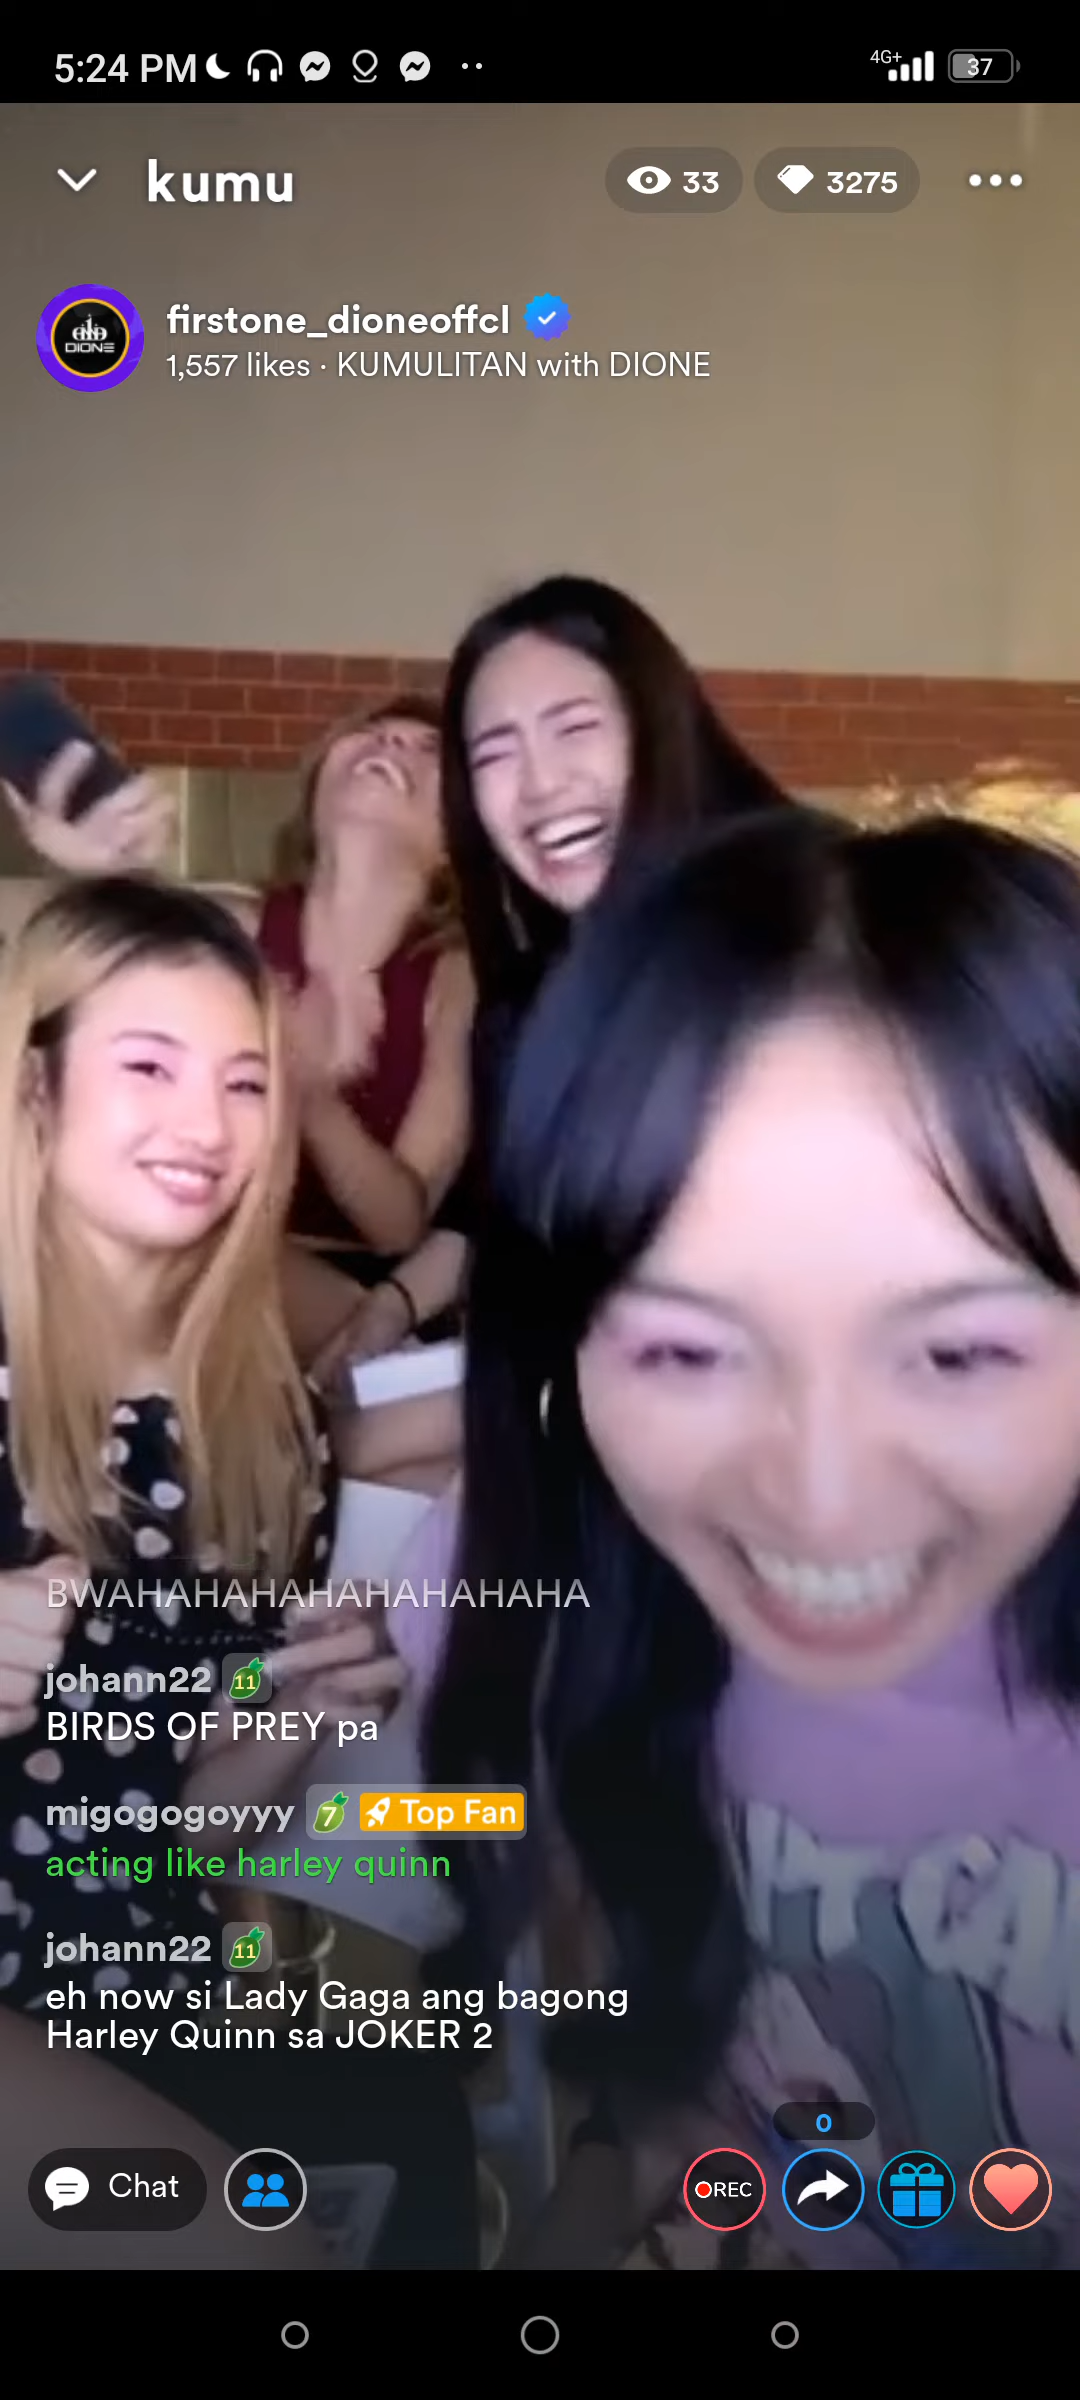 5:24 PM 4G+ 37
kumu 33 3275
firstone_dioneoffcl
1,557 likes · KUMULITAN with DIONE
DIONE
BWAHAHAHAHAHAHAHAHA
johann22 11
BIRDS OF PREY pa
migogogoyyy 7 Top Fan
acting like harley quinn
johann22 11
eh now si Lady Gaga ang bagong
Harley Quinn sa JOKER 2
0
Chat REC